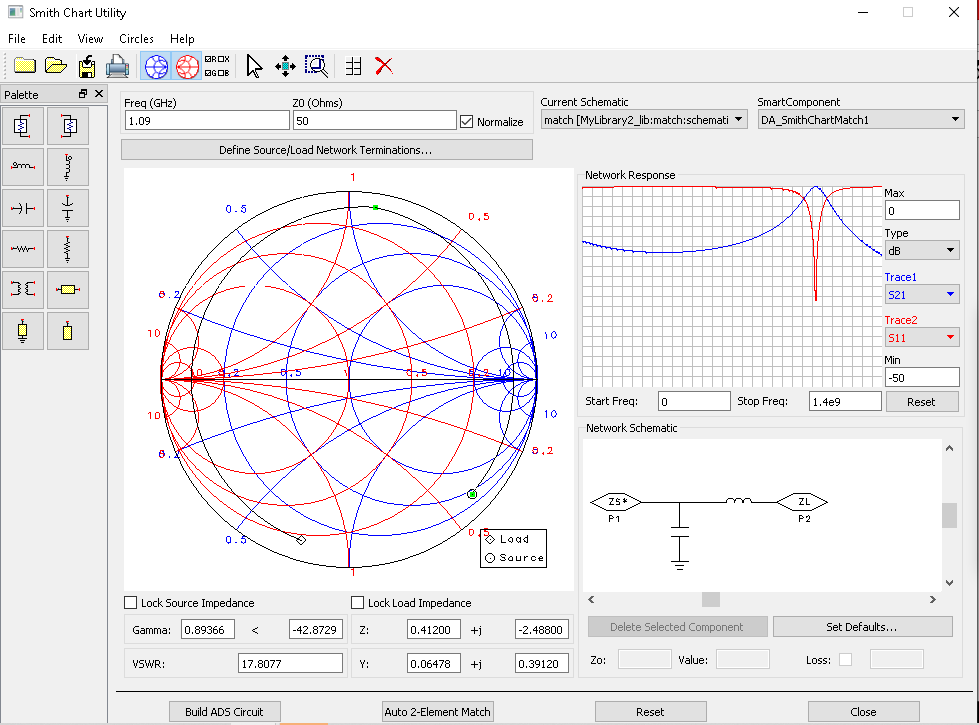 Smith Chart Utility
File Edit View Circles Help
Palette
Freq (GHz) Z0 (Ohms)
1.09 50 Normalize
Current Schematic SmartComponent
match [MyLibrary2_lib:match:schemati DA_SmithChartMatch1
Define Source/Load Network Terminations...
1
0.5 0.5
0.2 0.2
10 10
0 0.2 0.5 1 0.5 0.2 10
10 10
0.2 0.2
0.5 0.5
1
Load
Source
Network Response
Max
0
Type
dB
Trace1
S21
Trace2
S11
Min
-50
Start Freq: 0 Stop Freq: 1.4e9 Reset
Network Schematic
ZS* ZL
P1 P2
Delete Selected Component Set Defaults...
Zo: Value: Loss:
Lock Source Impedance Lock Load Impedance
Gamma: 0.89366 < -42.8729 Z: 0.41200 +j -2.48800
VSWR: 17.8077 Y: 0.06478 +j 0.39120
Build ADS Circuit Auto 2-Element Match Reset Close